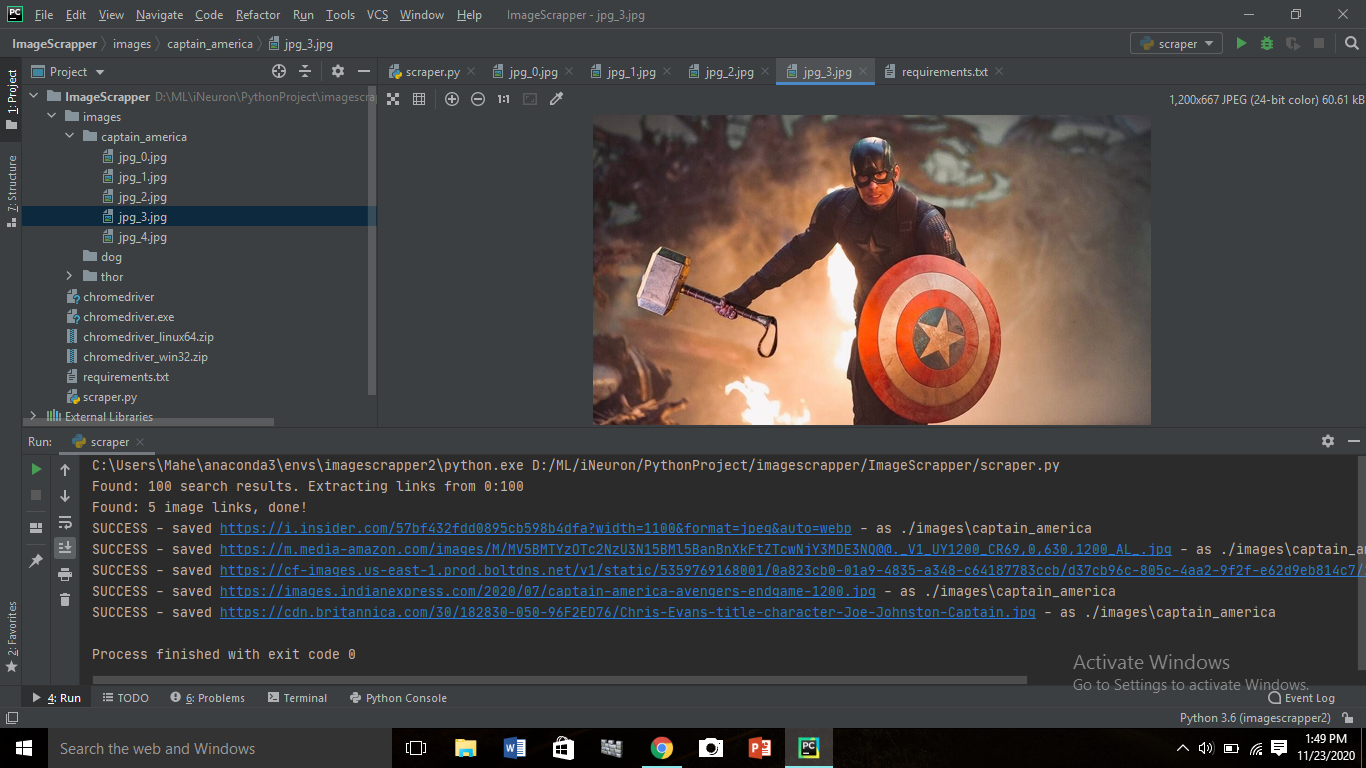 PC File Edit View Navigate Code Refactor Run Tools VCS Window Help ImageScrapper - jpg_3.jpg
ImageScrapper images captain_america jpg_3.jpg scraper
1: Project
Project
scraper.py jpg_0.jpg jpg_1.jpg jpg_2.jpg jpg_3.jpg requirements.txt
ImageScrapper D:\ML\iNeuron\PythonProject\imagescra
1:1 1,200x667 JPEG (24-bit color) 60.61 kB
images
captain_america
jpg_0.jpg
jpg_1.jpg
jpg_2.jpg
jpg_3.jpg
jpg_4.jpg
dog
thor
chromedriver
chromedriver.exe
chromedriver_linux64.zip
chromedriver_win32.zip
requirements.txt
scraper.py
External Libraries
7: Structure
Run: scraper
C:\Users\Mahe\anaconda3\envs\imagescrapper2\python.exe D:/ML/iNeuron/PythonProject/imagescrapper/ImageScrapper/scraper.py
Found: 100 search results. Extracting links from 0:100
Found: 5 image links, done!
SUCCESS - saved https://i.insider.com/57bf432fdd0895cb598b4dfa?width=1100&format=jpeg&auto=webp - as ./images\captain_america
SUCCESS - saved https://m.media-amazon.com/images/M/MV5BMTYzOTc2NzU3N15BMl5BanBnXkFtZTcwNjY3MDE3NQ@@._V1_UY1200_CR69,0,630,1200_AL_.jpg - as ./images\captain_a
SUCCESS - saved https://cf-images.us-east-1.prod.boltdns.net/v1/static/5359769168001/0a823cb0-01a9-4835-a348-c64187783ccb/d37cb96c-805c-4aa2-9f2f-e62d9eb814c7/
SUCCESS - saved https://images.indianexpress.com/2020/07/captain-america-avengers-endgame-1200.jpg - as ./images\captain_america
SUCCESS - saved https://cdn.britannica.com/30/182830-050-96F2ED76/Chris-Evans-title-character-Joe-Johnston-Captain.jpg - as ./images\captain_america
Process finished with exit code 0
2: Favorites
Activate Windows
Go to Settings to activate Windows.
4: Run TODO 6: Problems Terminal Python Console Event Log
Python 3.6 (imagescrapper2)
Search the web and Windows
1:49 PM
11/23/2020